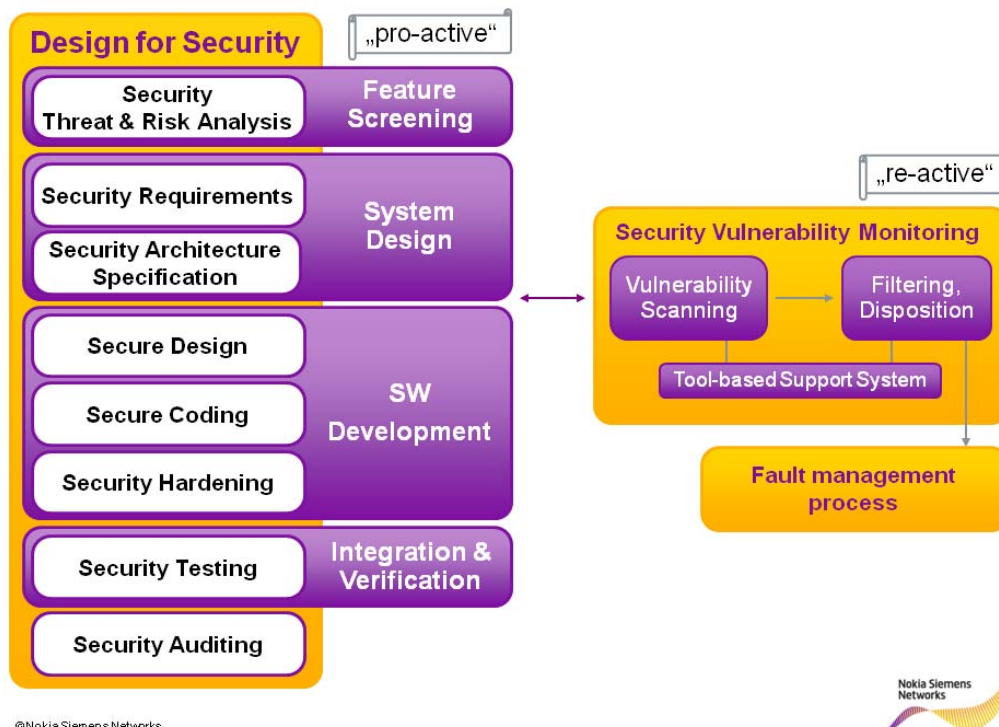 Design for Security
„pro-active“
Security
Threat & Risk Analysis
Feature
Screening
Security Requirements
Security Architecture
Specification
System
Design
Secure Design
Secure Coding
Security Hardening
SW
Development
Security Testing
Integration &
Verification
Security Auditing
„re-active“
Security Vulnerability Monitoring
Vulnerability
Scanning
Filtering,
Disposition
Tool-based Support System
Fault management
process
Nokia Siemens
Networks
©Nokia Siemens Networks